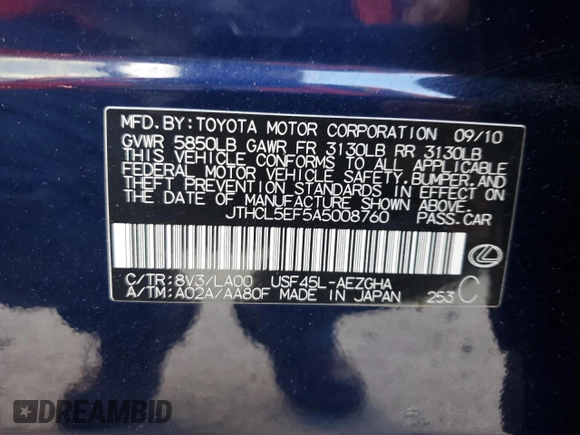 MFD. BY: TOYOTA MOTOR CORPORATION 09/10
GVWR 5850LB GAWR FR 3130LB RR 3130LB
THIS VEHICLE CONFORMS TO ALL APPLICABLE
FEDERAL MOTOR VEHICLE SAFETY, BUMPER, AND
THEFT PREVENTION STANDARDS IN EFFECT ON
THE DATE OF MANUFACTURE SHOWN ABOVE.
JTHCL5EF5A5008760 PASS. CAR
C/TR: 8V3/LA00 USF45L-AEZGHA
A/TM: A02A/AA80F MADE IN JAPAN 253 C
DREAMBID